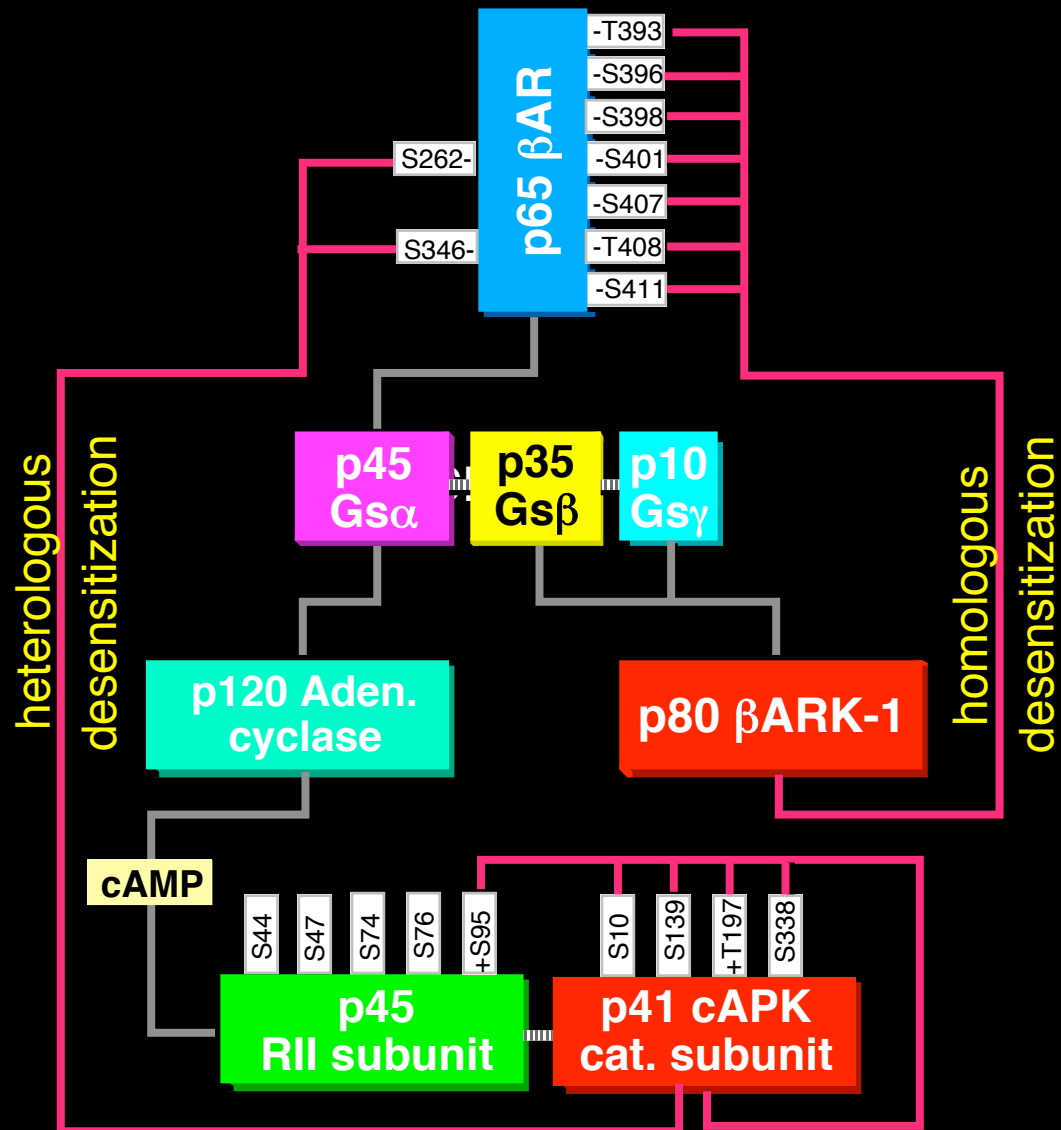 -T393
-S396
-S398
-S401
-S407
-T408
-S411
S262-
S346-
p65 βAR
p45
Gsα
p35
Gsβ
p10
Gsγ
heterologous
desensitization
homologous
desensitization
p120 Aden.
cyclase
p80 βARK-1
cAMP
S44
S47
S74
S76
+S95
S10
S139
+T197
S338
p45
RII subunit
p41 cAPK
cat. subunit